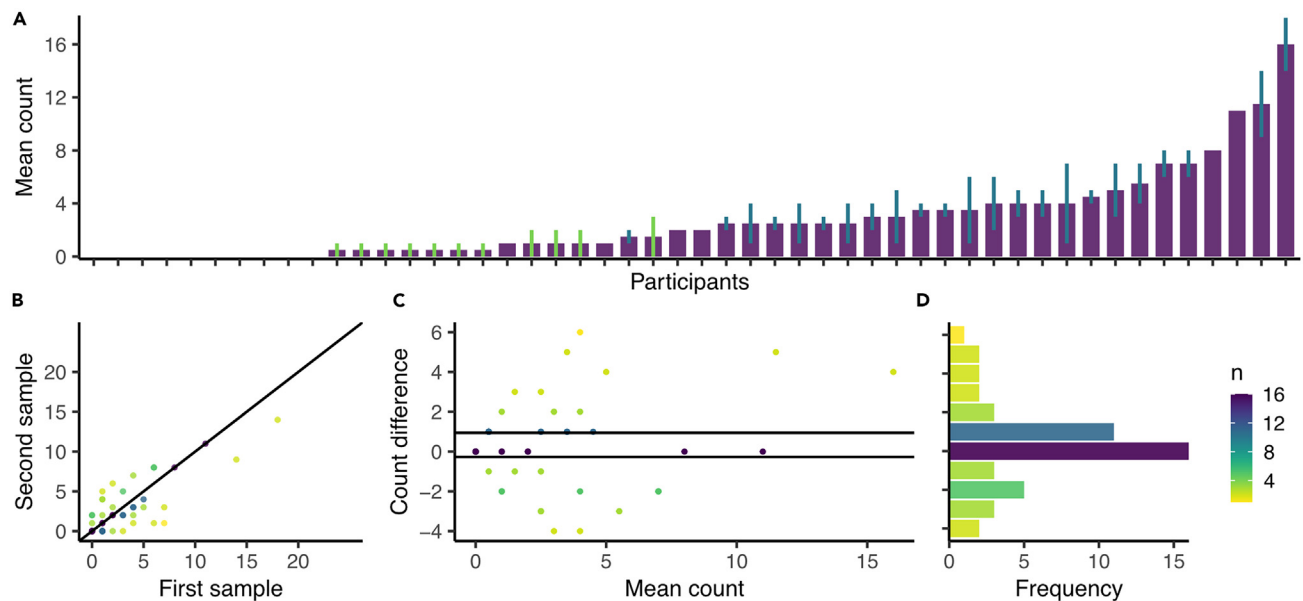 A
Mean count
16
12
8
4
0
Participants
B
Second sample
20
15
10
5
0
0 5 10 15 20
First sample
C
Count difference
6
4
2
0
−2
−4
0 5 10 15
Mean count
D
0 5 10 15
Frequency
n
16
12
8
4